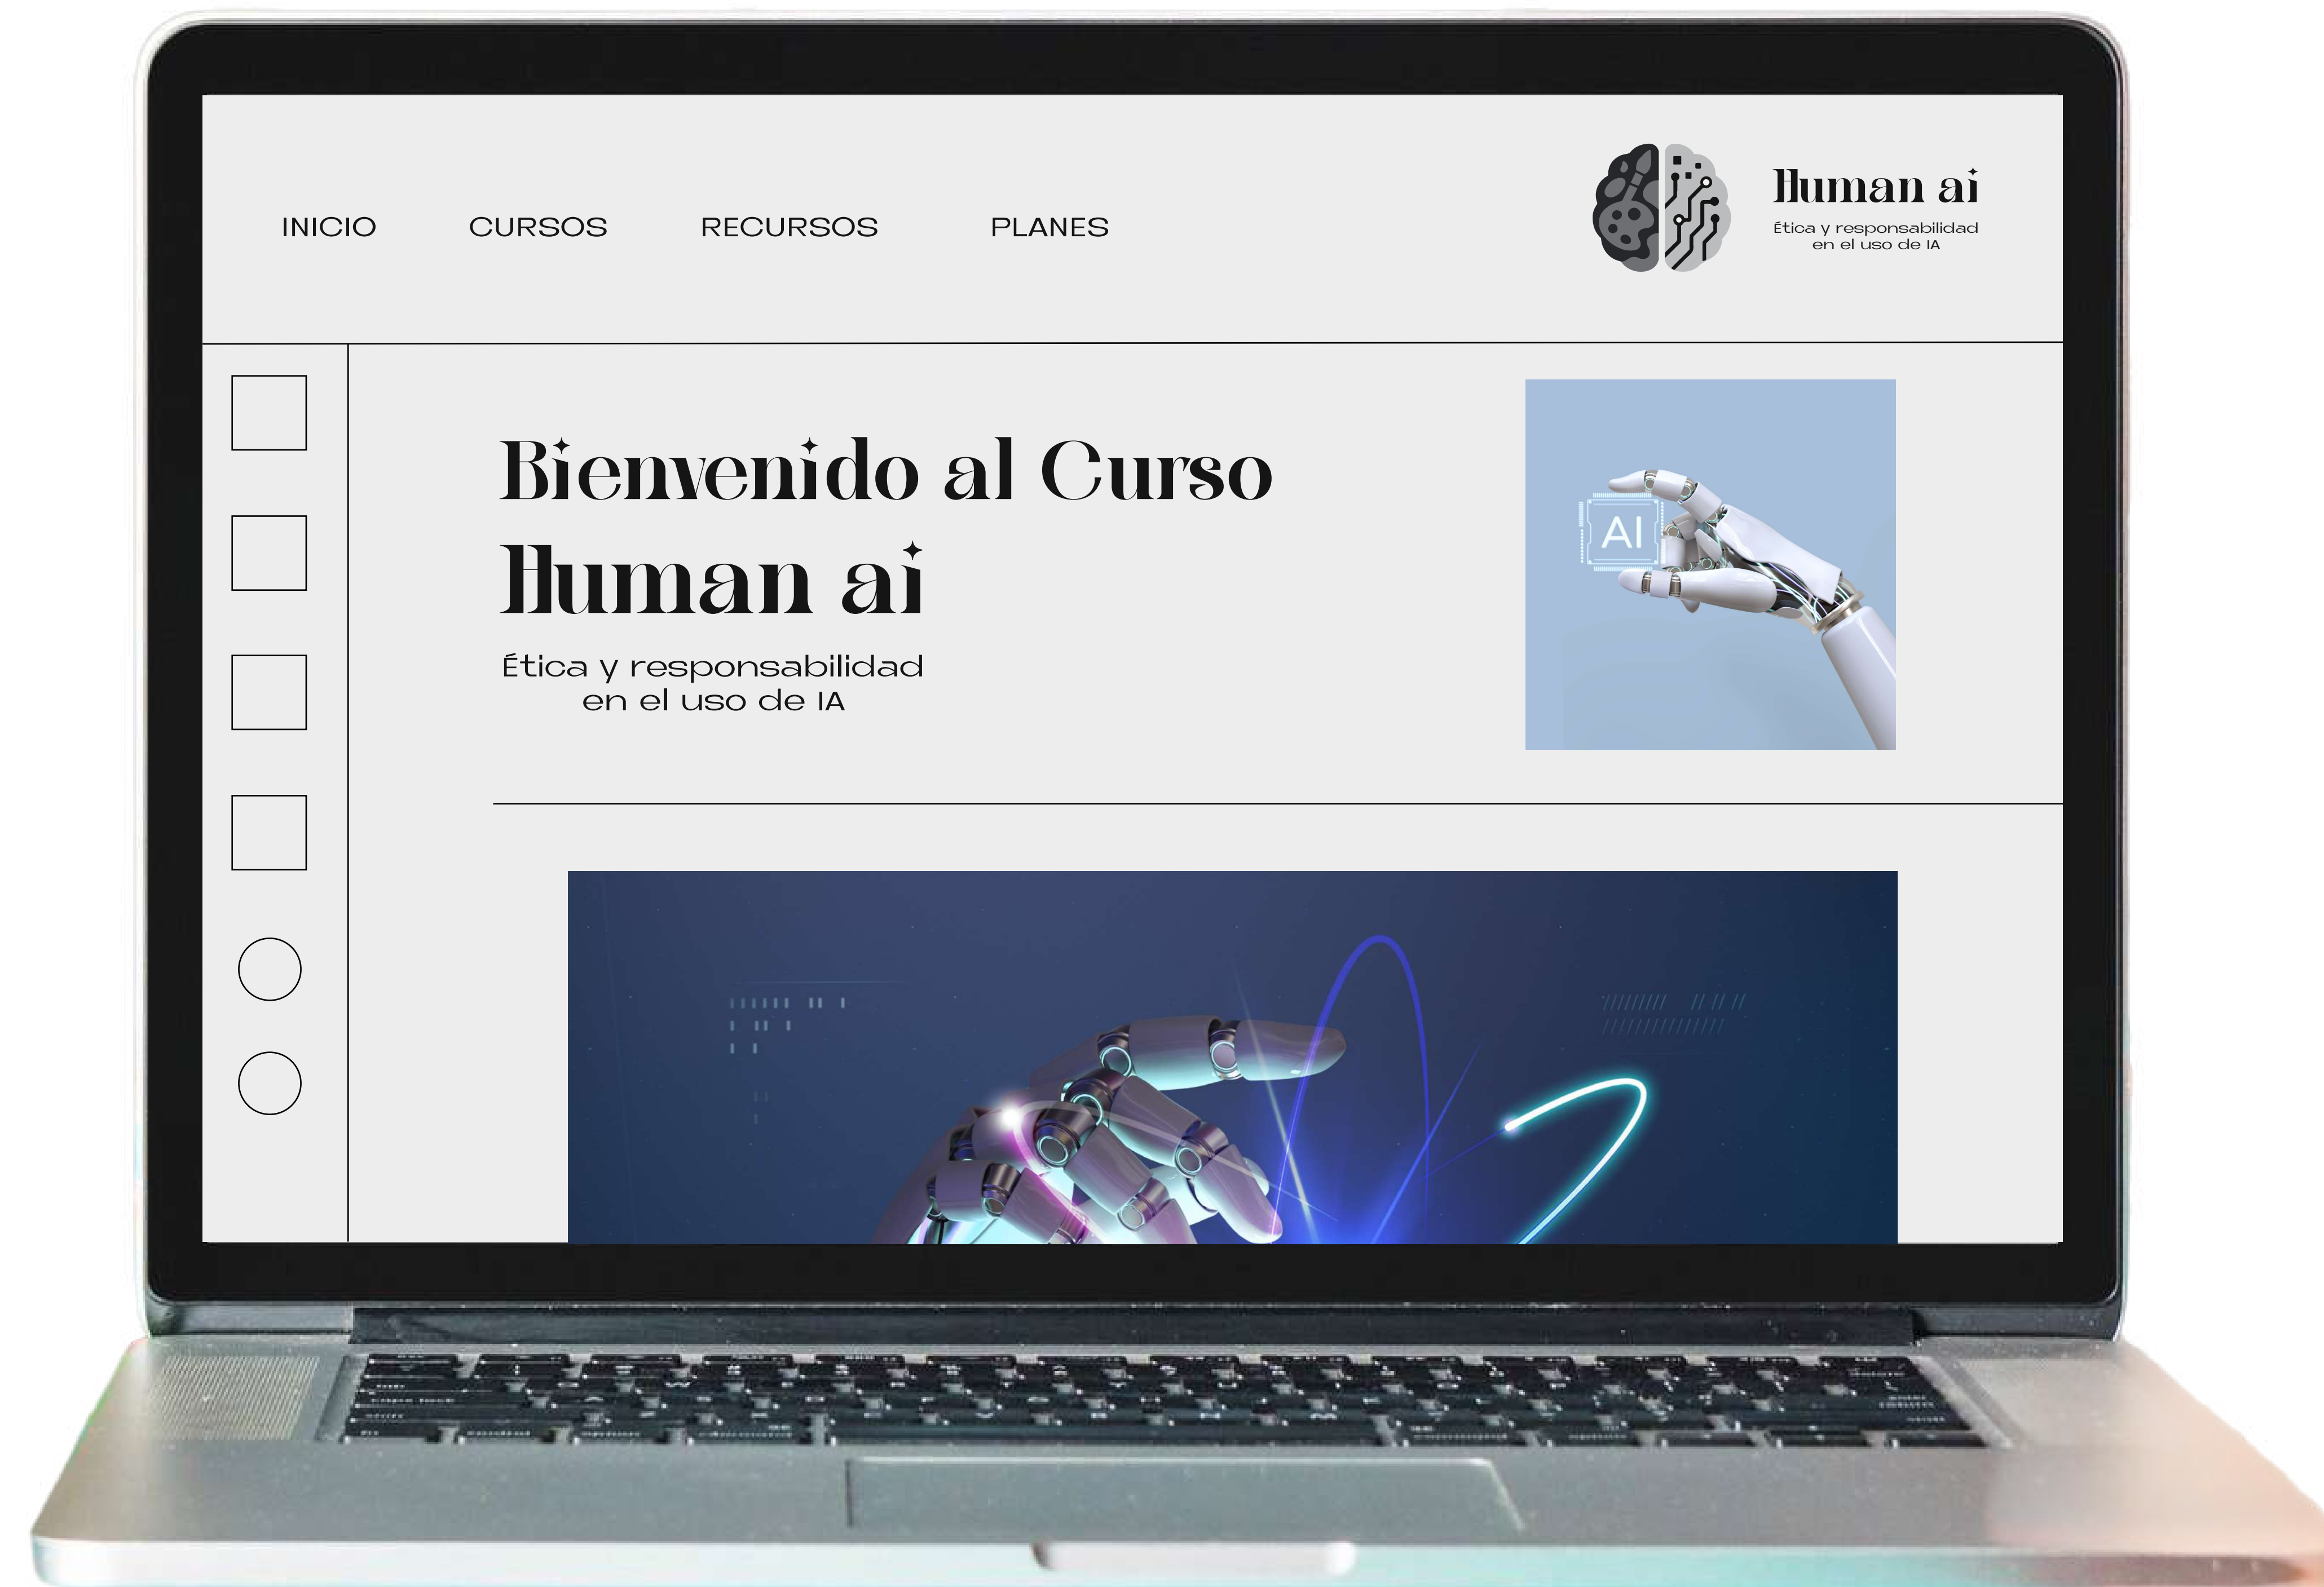 INICIO CURSOS RECURSOS PLANES
Human ai
Ética y responsabilidad
en el uso de IA
Bienvenido al Curso
Human ai
Ética y responsabilidad
en el uso de IA
AI